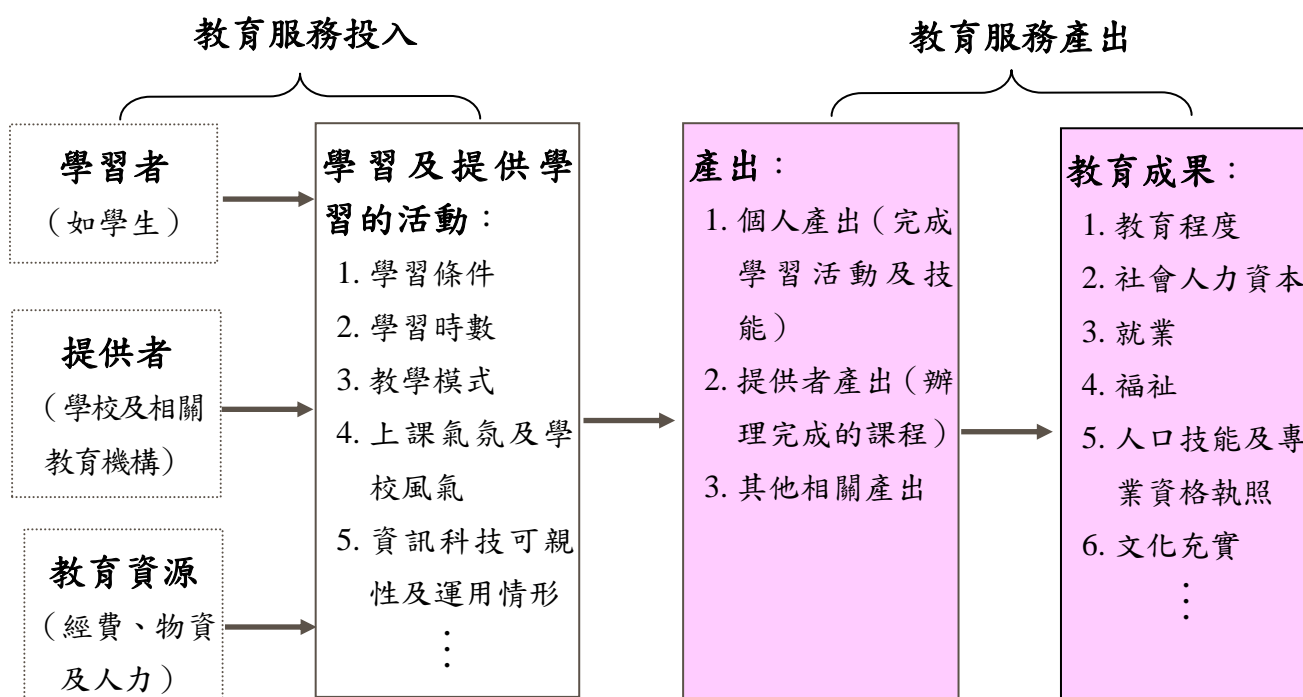 教育服務投入
教育服務產出
學習者
（如學生）
提供者
（學校及相關
教育機構）
教育資源
（經費、物資
及人力）
學習及提供學
習的活動：
1. 學習條件
2. 學習時數
3. 教學模式
4. 上課氣氛及學
校風氣
5. 資訊科技可親
性及運用情形
⋮
產出：
1. 個人產出（完成
學習活動及技
能）
2. 提供者產出（辦
理完成的課程）
3. 其他相關產出
教育成果：
1. 教育程度
2. 社會人力資本
3. 就業
4. 福祉
5. 人口技能及專
業資格執照
6. 文化充實
⋮